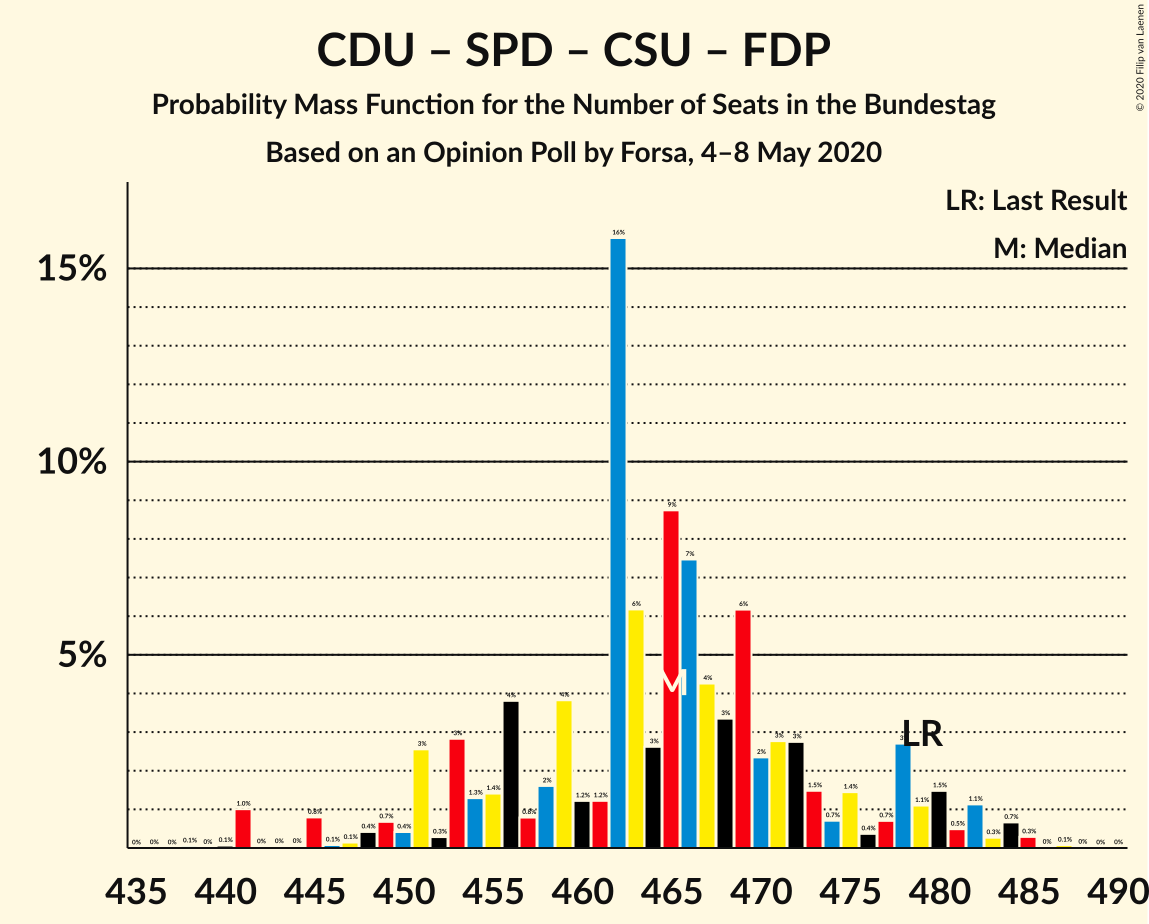 CDU – SPD – CSU – FDP
Probability Mass Function for the Number of Seats in the Bundestag
Based on an Opinion Poll by Forsa, 4–8 May 2020
© 2020 Filip van Laenen
LR: Last Result
M: Median
15%
10%
5%
0% 0% 0% 0.1% 0% 0.1% 1.0% 0% 0% 0% 0.8% 0.1% 0.1% 0.4% 0.7% 0.4% 3% 0.3% 3% 1.3% 1.4% 4% 0.8% 2% 4% 1.2% 1.2% 16% 6% 3% 9% 7% 4% 3% 6% 2% 3% 3% 1.5% 0.7% 1.4% 0.4% 0.7% 3% 1.1% 1.5% 0.5% 1.1% 0.3% 0.7% 0.3% 0% 0.1% 0% 0% 0%
M
LR
435 440 445 450 455 460 465 470 475 480 485 490